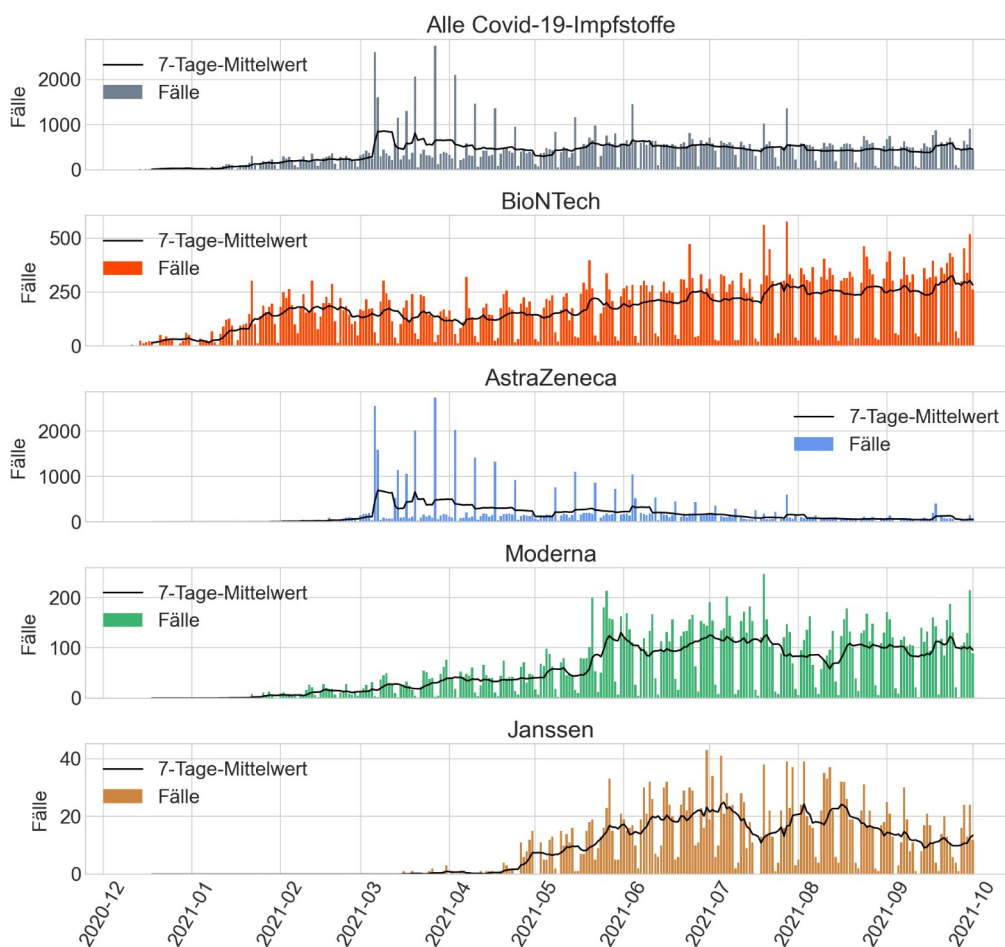 Alle Covid-19-Impfstoffe
Fälle
2000
1000
0
7-Tage-Mittelwert
Fälle
BioNTech
Fälle
500
250
0
7-Tage-Mittelwert
Fälle
AstraZeneca
Fälle
2000
1000
0
7-Tage-Mittelwert
Fälle
Moderna
Fälle
200
100
0
7-Tage-Mittelwert
Fälle
Janssen
Fälle
40
20
0
7-Tage-Mittelwert
Fälle
2020-12
2021-01
2021-02
2021-03
2021-04
2021-05
2021-06
2021-07
2021-08
2021-09
2021-10